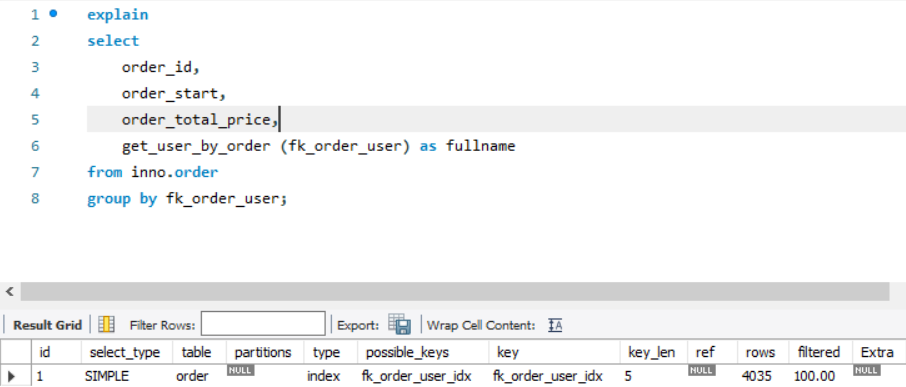 1 explain
2 select
3 order_id,
4 order_start,
5 order_total_price,
6 get_user_by_order (fk_order_user) as fullname
7 from inno.order
8 group by fk_order_user;
Result Grid Filter Rows: Export: Wrap Cell Content: IA
id select_type table partitions type possible_keys key key_len ref rows filtered Extra
1 SIMPLE order NULL index fk_order_user_idx fk_order_user_idx 5 NULL 4035 100.00 NULL